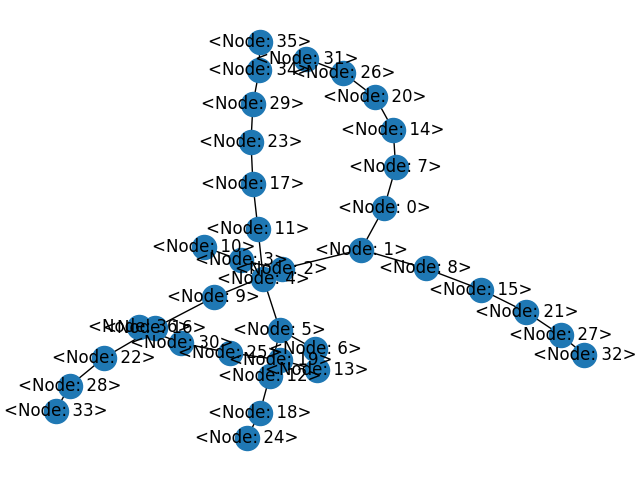 <Node: 35>
<Node: 31>
<Node: 34>
<Node: 26>
<Node: 20>
<Node: 29>
<Node: 14>
<Node: 23>
<Node: 7>
<Node: 17>
<Node: 0>
<Node: 11>
<Node: 10>
<Node: 1>
<Node: 3>
<Node: 2>
<Node: 8>
<Node: 4>
<Node: 15>
<Node: 9>
<Node: 21>
<Node: 36>
<Node: 16>
<Node: 5>
<Node: 27>
<Node: 30>
<Node: 6>
<Node: 25>
<Node: 32>
<Node: 22>
<Node: 19>
<Node: 13>
<Node: 12>
<Node: 28>
<Node: 33>
<Node: 18>
<Node: 24>